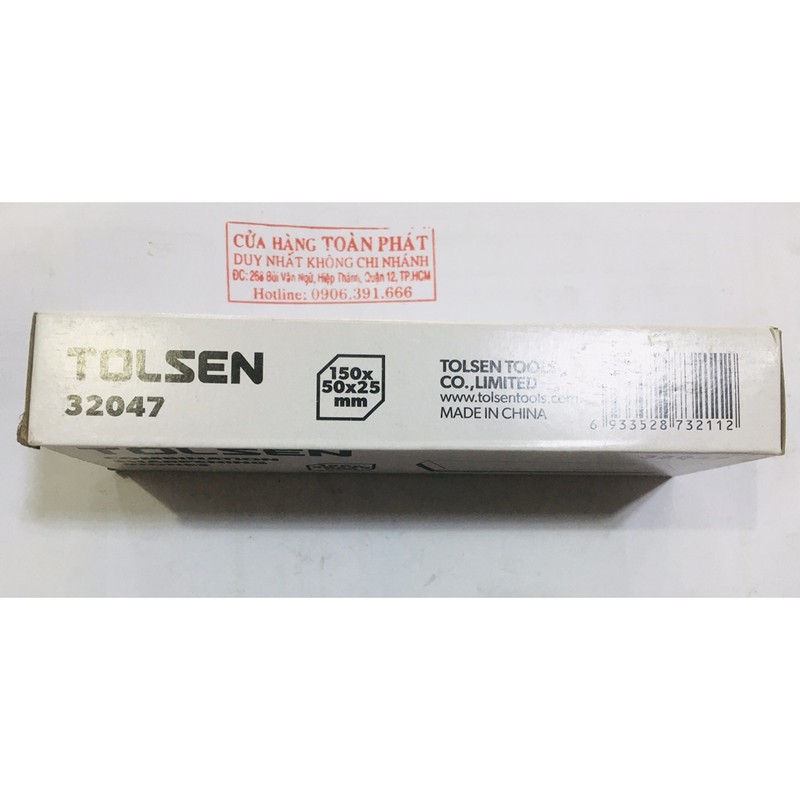 CỬA HÀNG TOÀN PHÁT
DUY NHẤT KHÔNG CHI NHÁNH
ĐC: 268 Bùi Văn Ngữ, Hiệp Thành, Quận 12, TP.HCM
Hotline: 0906.391.666
TOLSEN
32047
150x
50x25
mm
TOLSEN TOOLS
CO.,LIMITED
www.tolsentools.com
MADE IN CHINA
6 933528 732112
TOLSEN
COMBINATION